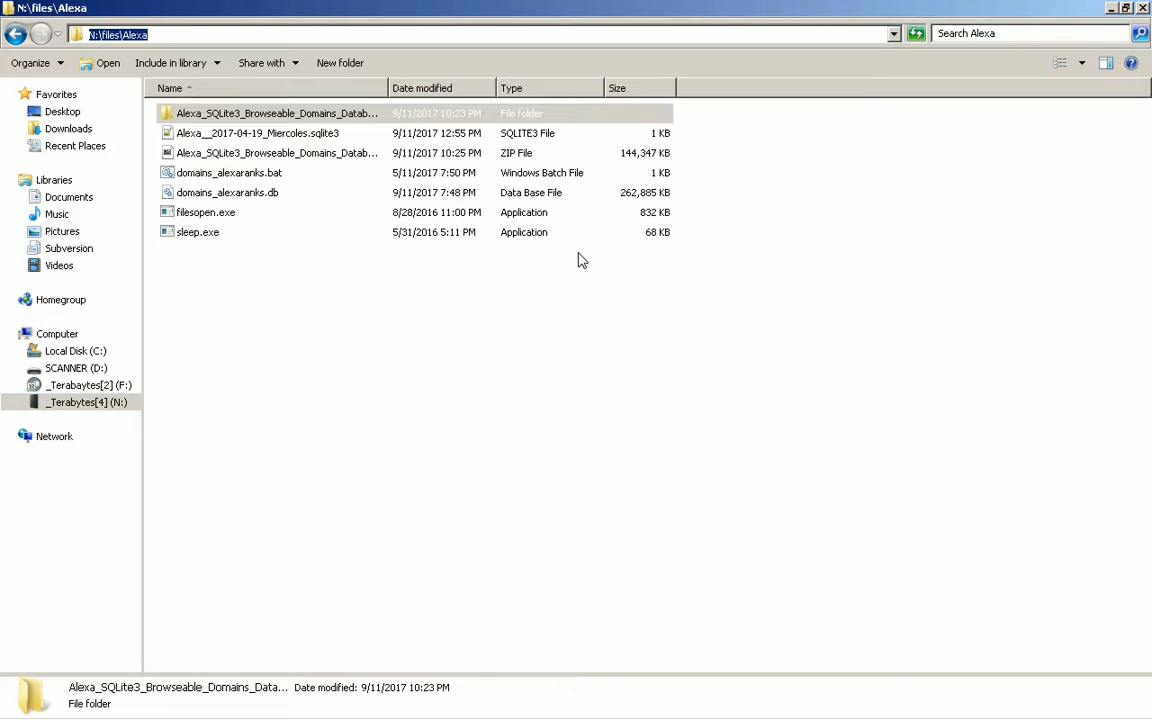 N:\files\Alexa
N:\files\Alexa
Search Alexa
Organize Open Include in library Share with New folder
Name Date modified Type Size
Favorites
Desktop
Downloads
Recent Places
Libraries
Documents
Music
Pictures
Subversion
Videos
Homegroup
Computer
Local Disk (C:)
SCANNER (D:)
_Terabaytes[2] (F:)
_Terabytes[4] (N:)
Network
Alexa_SQLite3_Browseable_Domains_Datab... 9/11/2017 10:23 PM File folder
Alexa__2017-04-19_Miercoles.sqlite3 9/11/2017 12:55 PM SQLITE3 File 1 KB
Alexa_SQLite3_Browseable_Domains_Datab... 9/11/2017 10:25 PM ZIP File 144,347 KB
domains_alexaranks.bat 5/11/2017 7:50 PM Windows Batch File 1 KB
domains_alexaranks.db 9/11/2017 7:48 PM Data Base File 262,885 KB
filesopen.exe 8/28/2016 11:00 PM Application 832 KB
sleep.exe 5/31/2016 5:11 PM Application 68 KB
Alexa_SQLite3_Browseable_Domains_Data... Date modified: 9/11/2017 10:23 PM
File folder